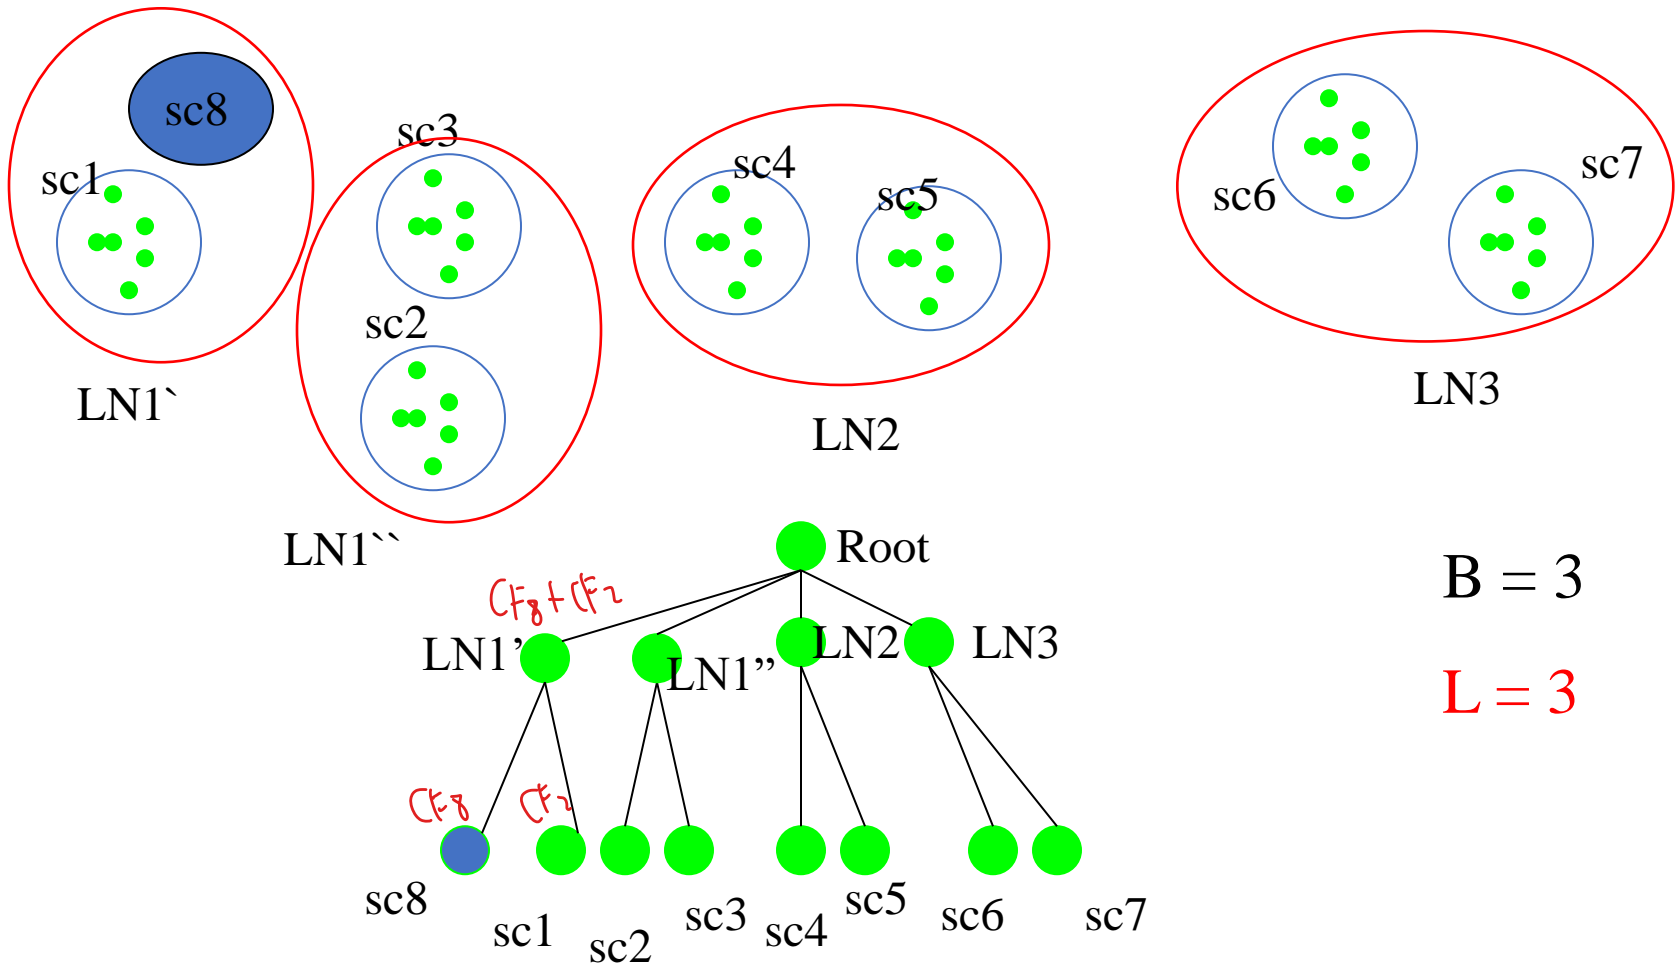 sc8
sc3
sc1
sc4
sc5
sc7
sc6
sc2
LN1`
LN3
LN2
LN1``
Root
B = 3
CF8+CF2
LN1’
LN1”
LN2
LN3
L = 3
CF8
CF2
sc8
sc1
sc2
sc3
sc4
sc5
sc6
sc7